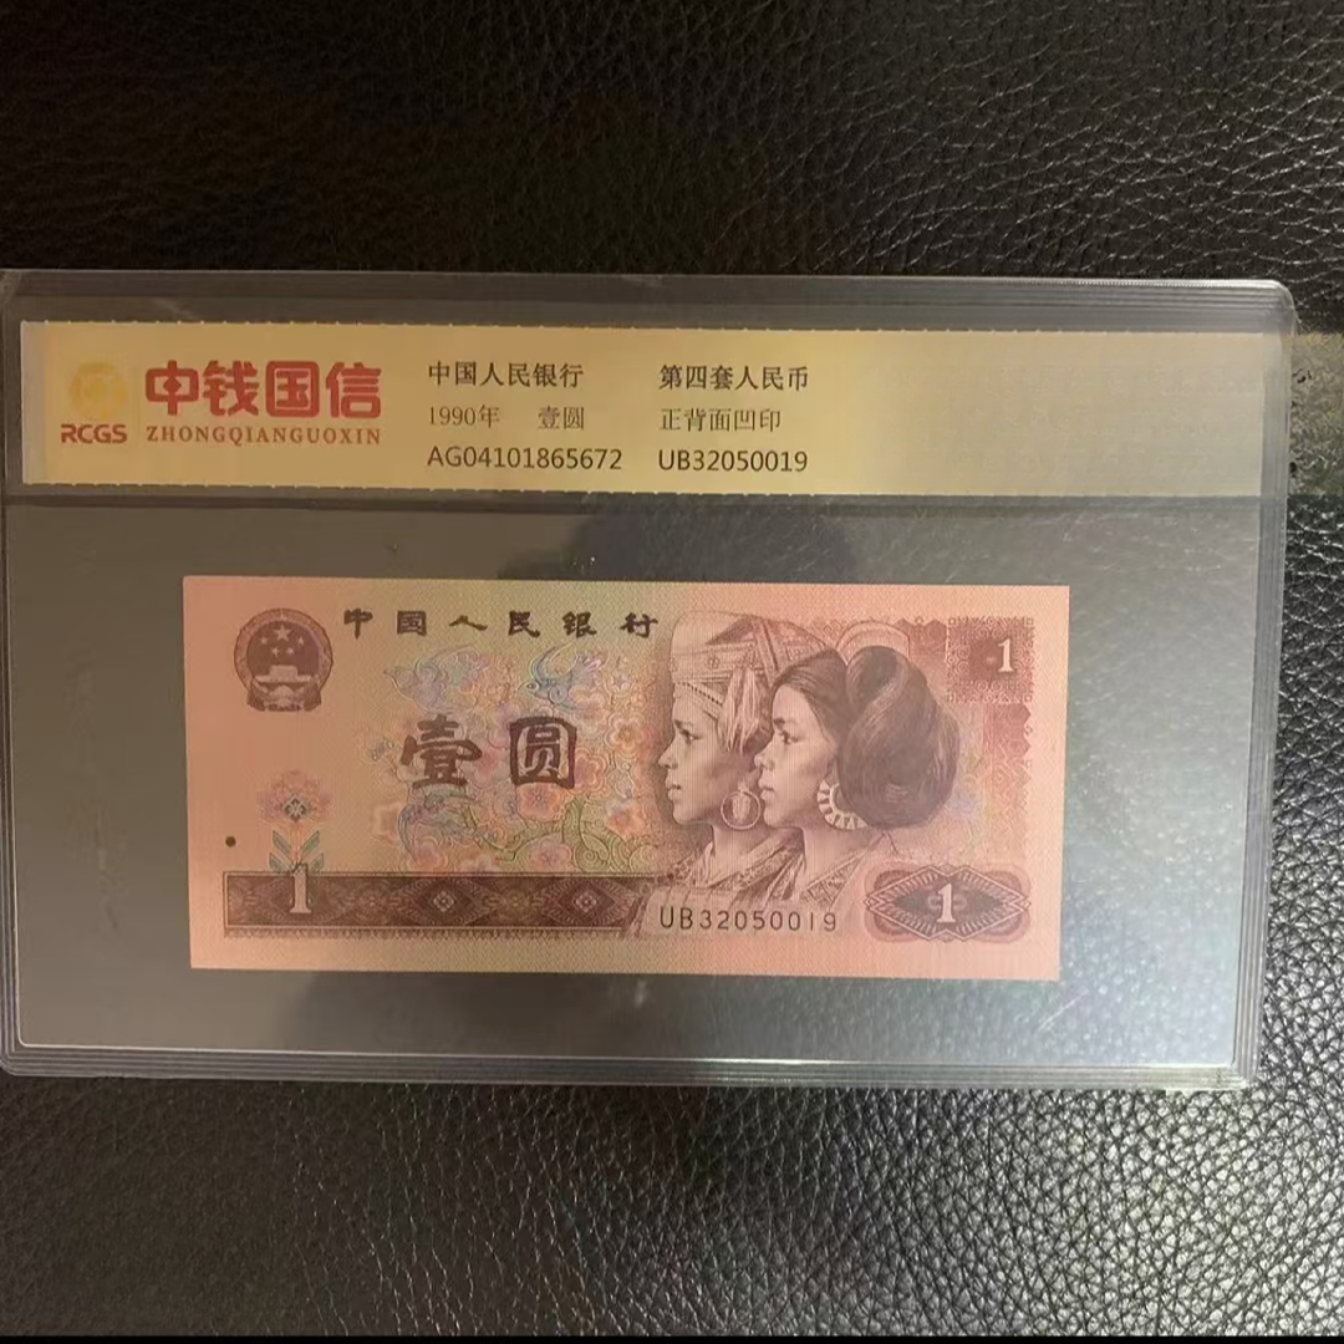 中钱国信
RCGS ZHONGQIANGUOXIN
中国人民银行 第四套人民币
1990年 壹圆 正背面凹印
AG04101865672 UB32050019
中国人民银行
1
壹圆
1
UB32050019
1